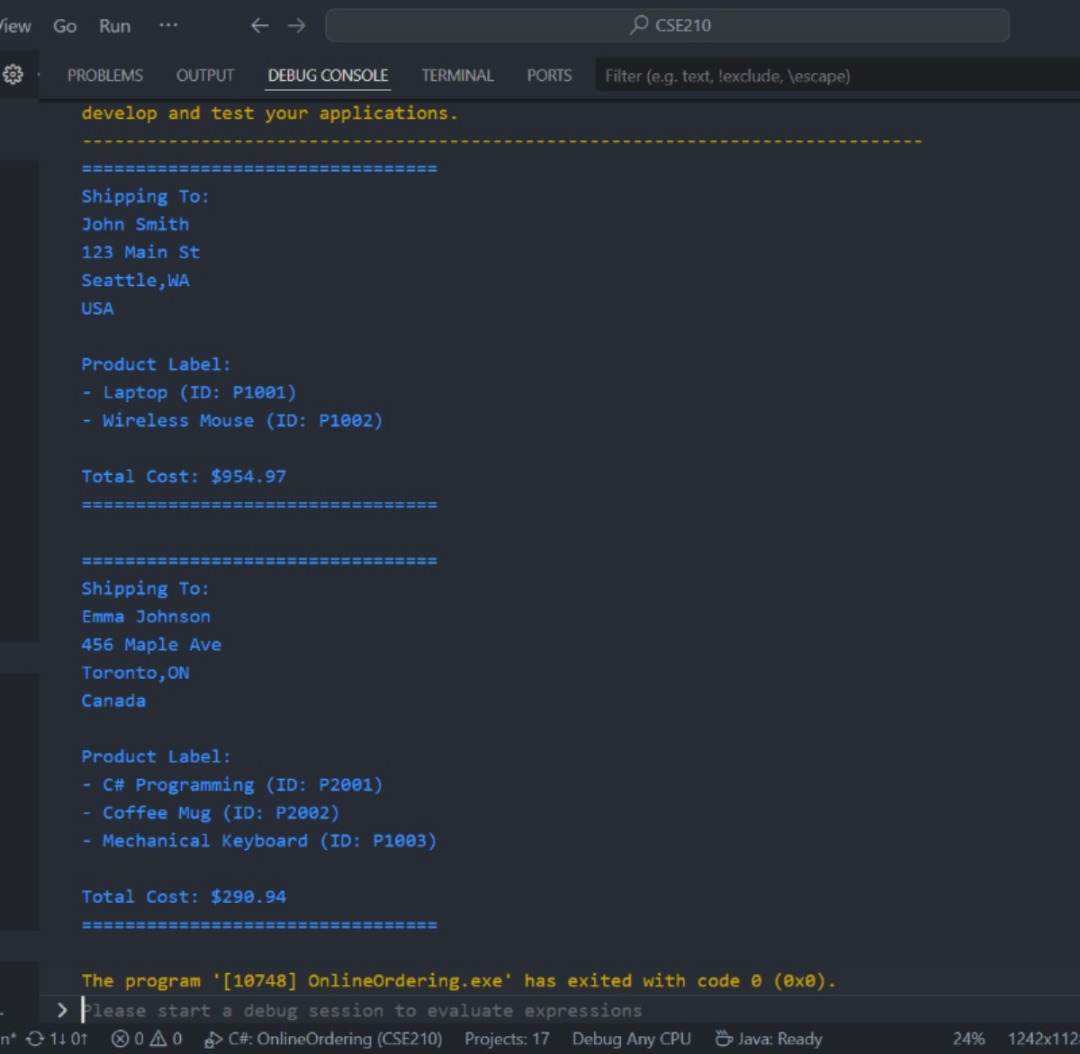 View Go Run ··· ← → CSE210
PROBLEMS OUTPUT DEBUG CONSOLE TERMINAL PORTS Filter (e.g. text, !exclude, \escape)
develop and test your applications.
------------------------------------------------------------------------------
=================================
Shipping To:
John Smith
123 Main St
Seattle,WA
USA
Product Label:
- Laptop (ID: P1001)
- Wireless Mouse (ID: P1002)
Total Cost: $954.97
=================================
=================================
Shipping To:
Emma Johnson
456 Maple Ave
Toronto,ON
Canada
Product Label:
- C# Programming (ID: P2001)
- Coffee Mug (ID: P2002)
- Mechanical Keyboard (ID: P1003)
Total Cost: $290.94
=================================
The program '[10748] OnlineOrdering.exe' has exited with code 0 (0x0).
> Please start a debug session to evaluate expressions
n* 1↓ 0↑ 0 0 C#: OnlineOrdering (CSE210) Projects: 17 Debug Any CPU Java: Ready 24% 1242x112